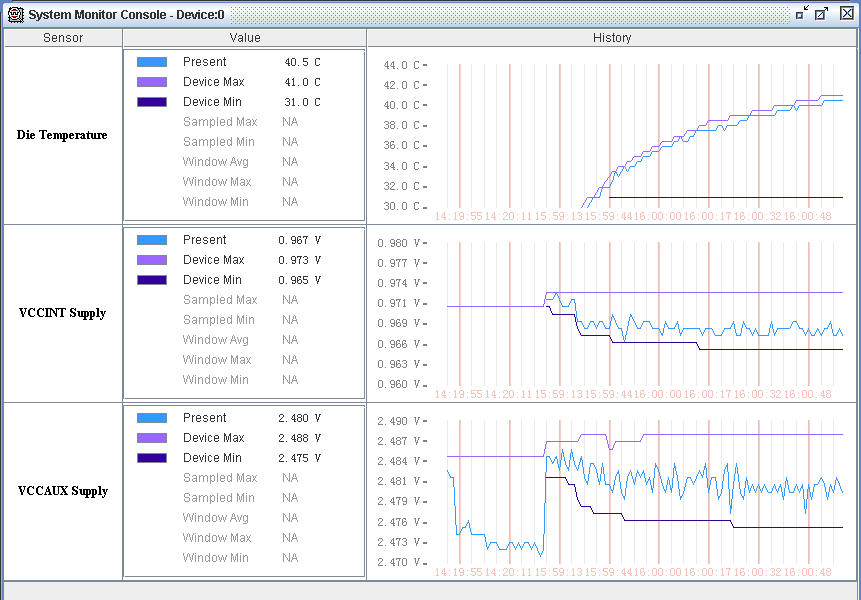 System Monitor Console - Device:0
Sensor Value History
Die Temperature
Present 40.5 C
Device Max 41.0 C
Device Min 31.0 C
Sampled Max NA
Sampled Min NA
Window Avg NA
Window Max NA
Window Min NA
44.0 C
42.0 C
40.0 C
38.0 C
36.0 C
34.0 C
32.0 C
30.0 C
14:19:55 14:20:11 15:59:13 15:59:44 16:00:00 16:00:17 16:00:32 16:00:48
VCCINT Supply
Present 0.967 V
Device Max 0.973 V
Device Min 0.965 V
Sampled Max NA
Sampled Min NA
Window Avg NA
Window Max NA
Window Min NA
0.980 V
0.977 V
0.974 V
0.971 V
0.969 V
0.966 V
0.963 V
0.960 V
14:19:55 14:20:11 15:59:13 15:59:44 16:00:00 16:00:17 16:00:32 16:00:48
VCCAUX Supply
Present 2.480 V
Device Max 2.488 V
Device Min 2.475 V
Sampled Max NA
Sampled Min NA
Window Avg NA
Window Max NA
Window Min NA
2.490 V
2.487 V
2.484 V
2.481 V
2.479 V
2.476 V
2.473 V
2.470 V
14:19:55 14:20:11 15:59:13 15:59:44 16:00:00 16:00:17 16:00:32 16:00:48